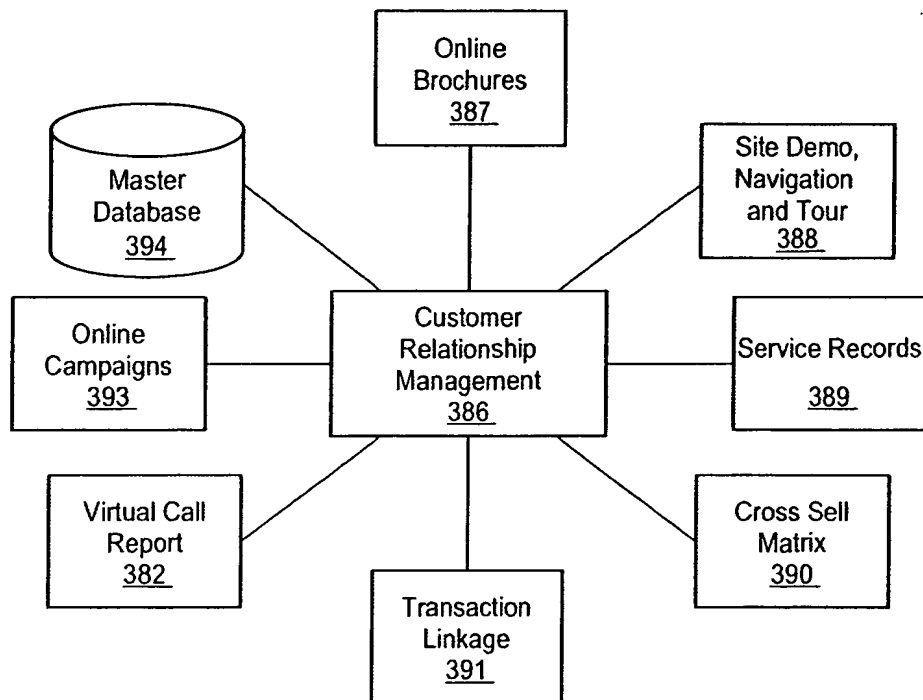 Online
Brochures
387
Master
Database
394
Site Demo,
Navigation
and Tour
388
Online
Campaigns
393
Customer
Relationship
Management
386
Service Records
389
Virtual Call
Report
382
Transaction
Linkage
391
Cross Sell
Matrix
390